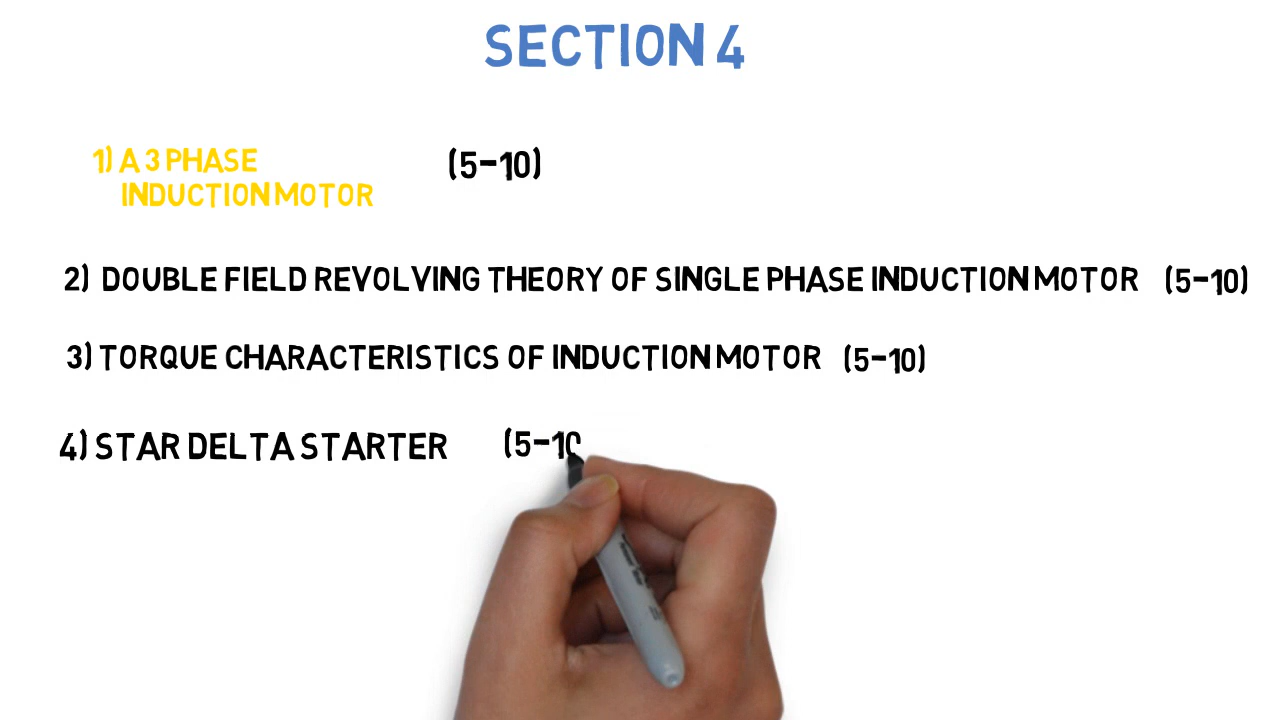 SECTION 4
1) A 3 PHASE (5-10)
INDUCTION MOTOR
2) DOUBLE FIELD REVOLVING THEORY OF SINGLE PHASE INDUCTION MOTOR (5-10)
3) TORQUE CHARACTERISTICS OF INDUCTION MOTOR (5-10)
4) STAR DELTA STARTER (5-10